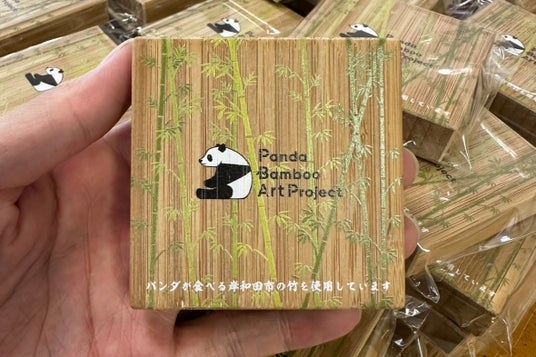 Panda
Bamboo
Art Project
パンダが食べる岸和田市の竹を使用しています